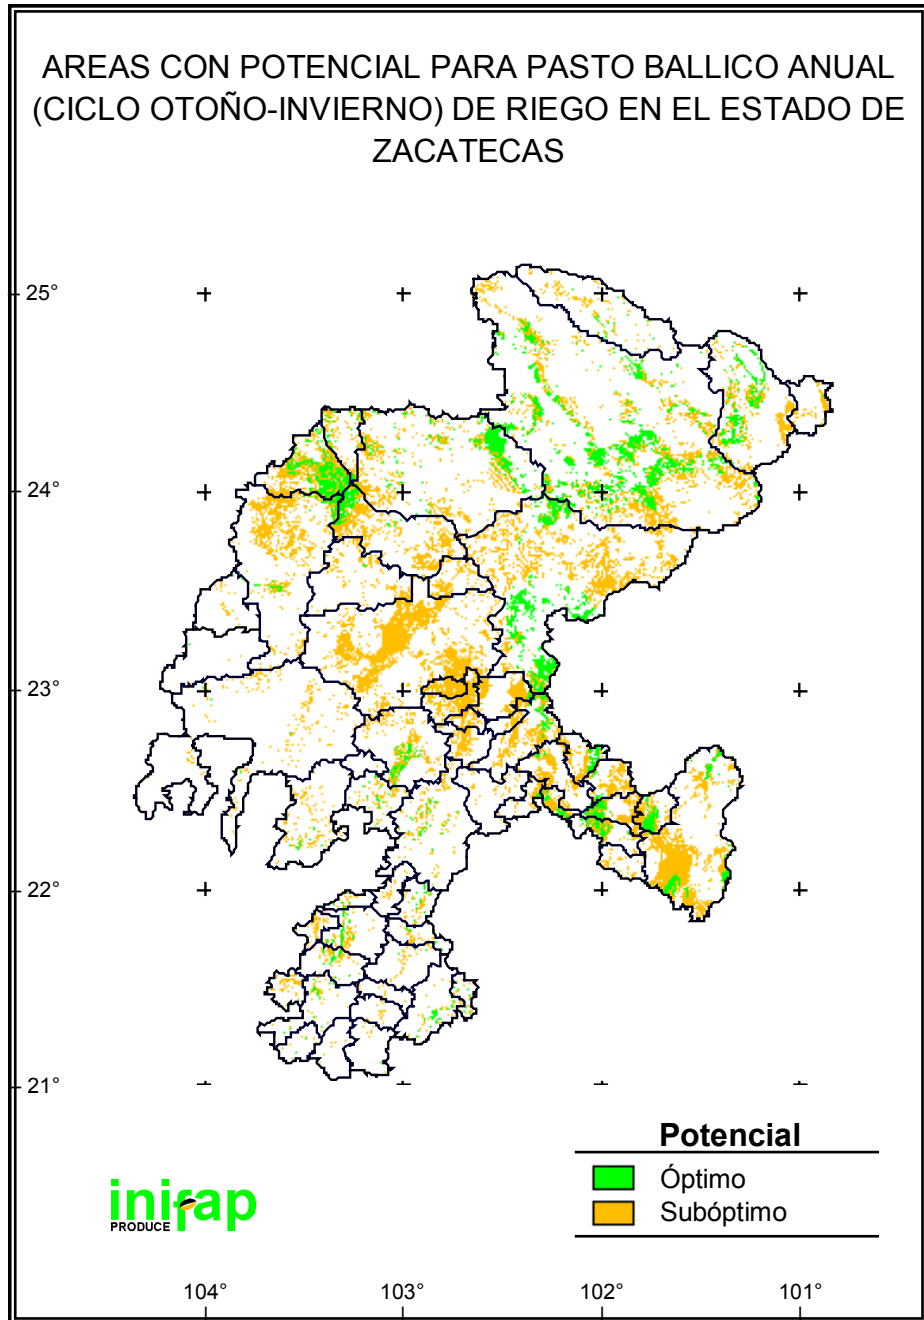 AREAS CON POTENCIAL PARA PASTO BALLICO ANUAL
(CICLO OTOÑO-INVIERNO) DE RIEGO EN EL ESTADO DE
ZACATECAS
25°
24°
23°
22°
21°
Potencial
Óptimo
Subóptimo
inifap
PRODUCE
104°
103°
102°
101°